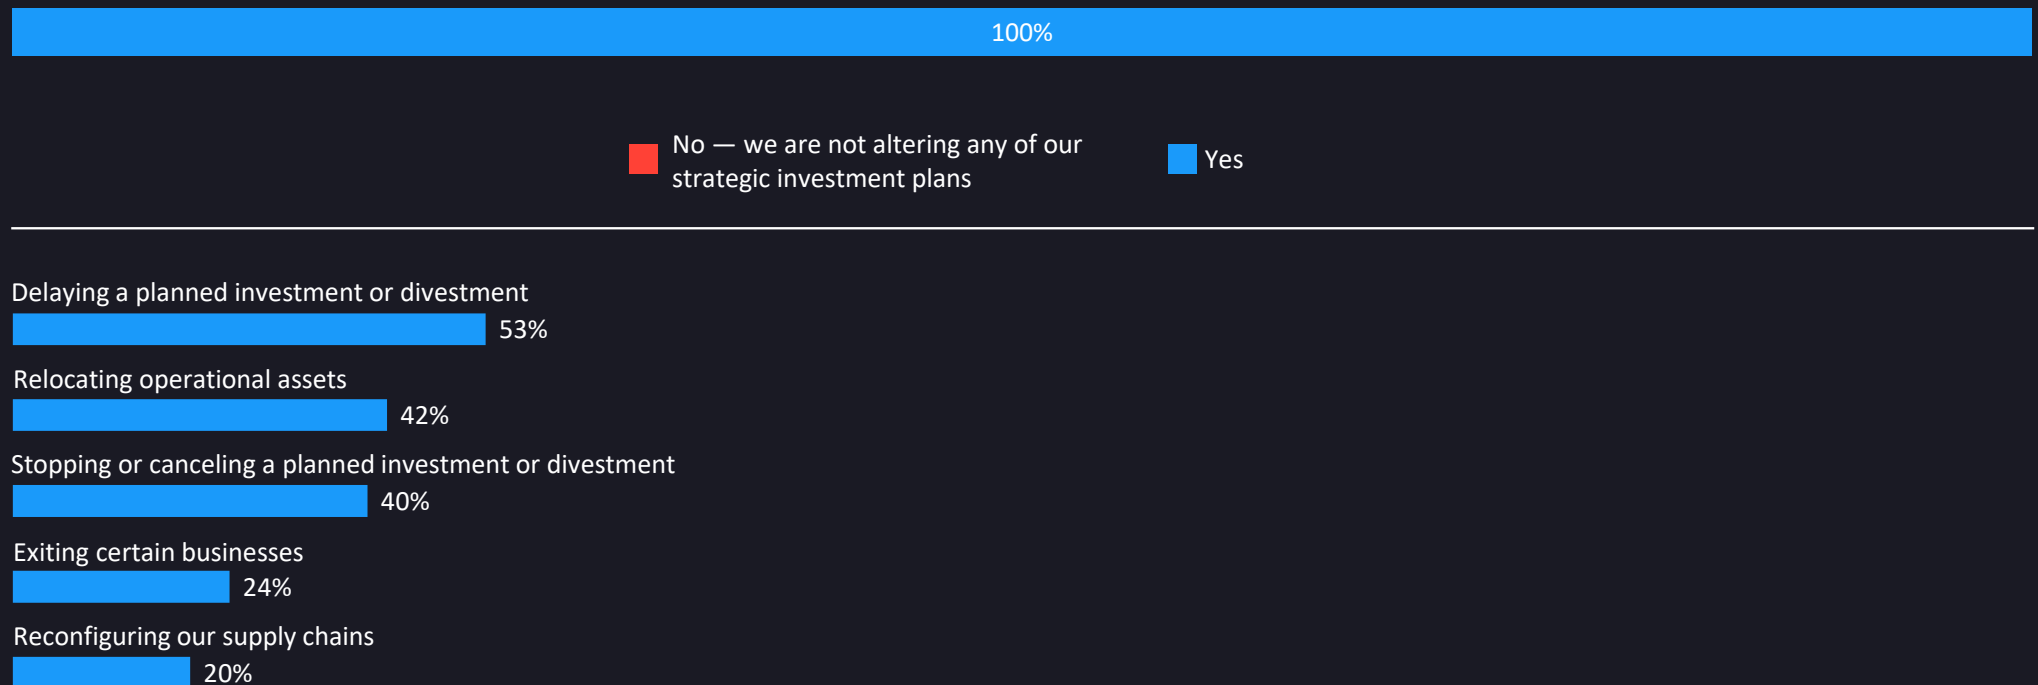 100%
No — we are not altering any of our
strategic investment plans
Yes
Delaying a planned investment or divestment
53%
Relocating operational assets
42%
Stopping or canceling a planned investment or divestment
40%
Exiting certain businesses
24%
Reconfiguring our supply chains
20%